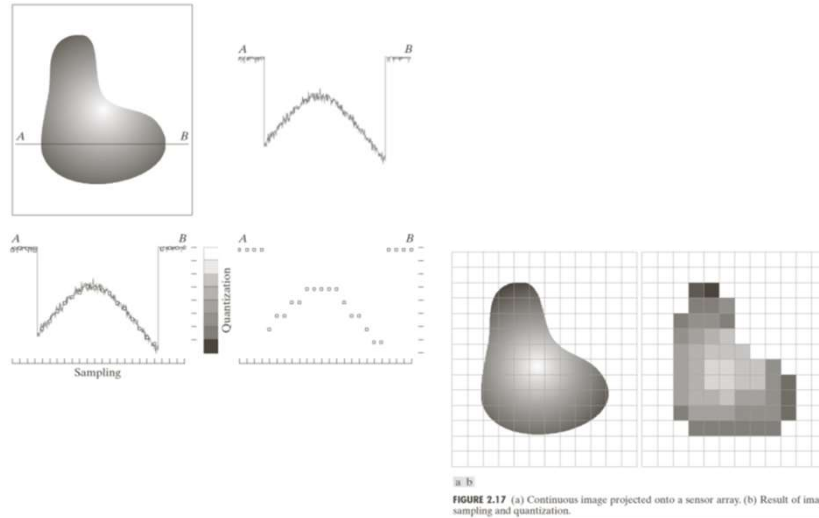 A B
A B
A B
Quantization
A B
Sampling
a b
FIGURE 2.17 (a) Continuous image projected onto a sensor array. (b) Result of ima
sampling and quantization.